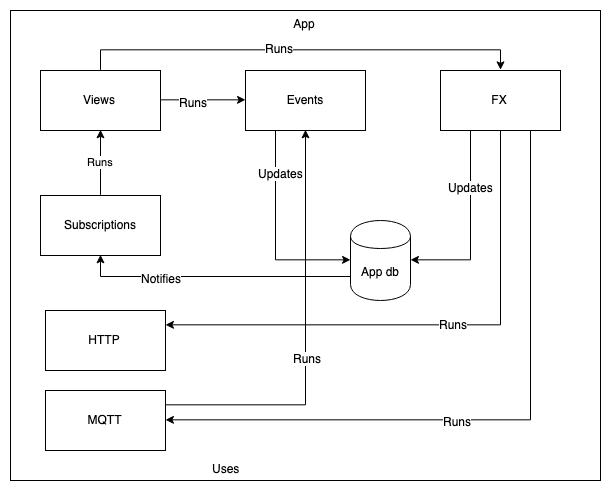 App
Runs
Views
Runs
Events
FX
Runs
Updates
Updates
Subscriptions
App db
Notifies
HTTP
Runs
Runs
MQTT
Runs
Uses